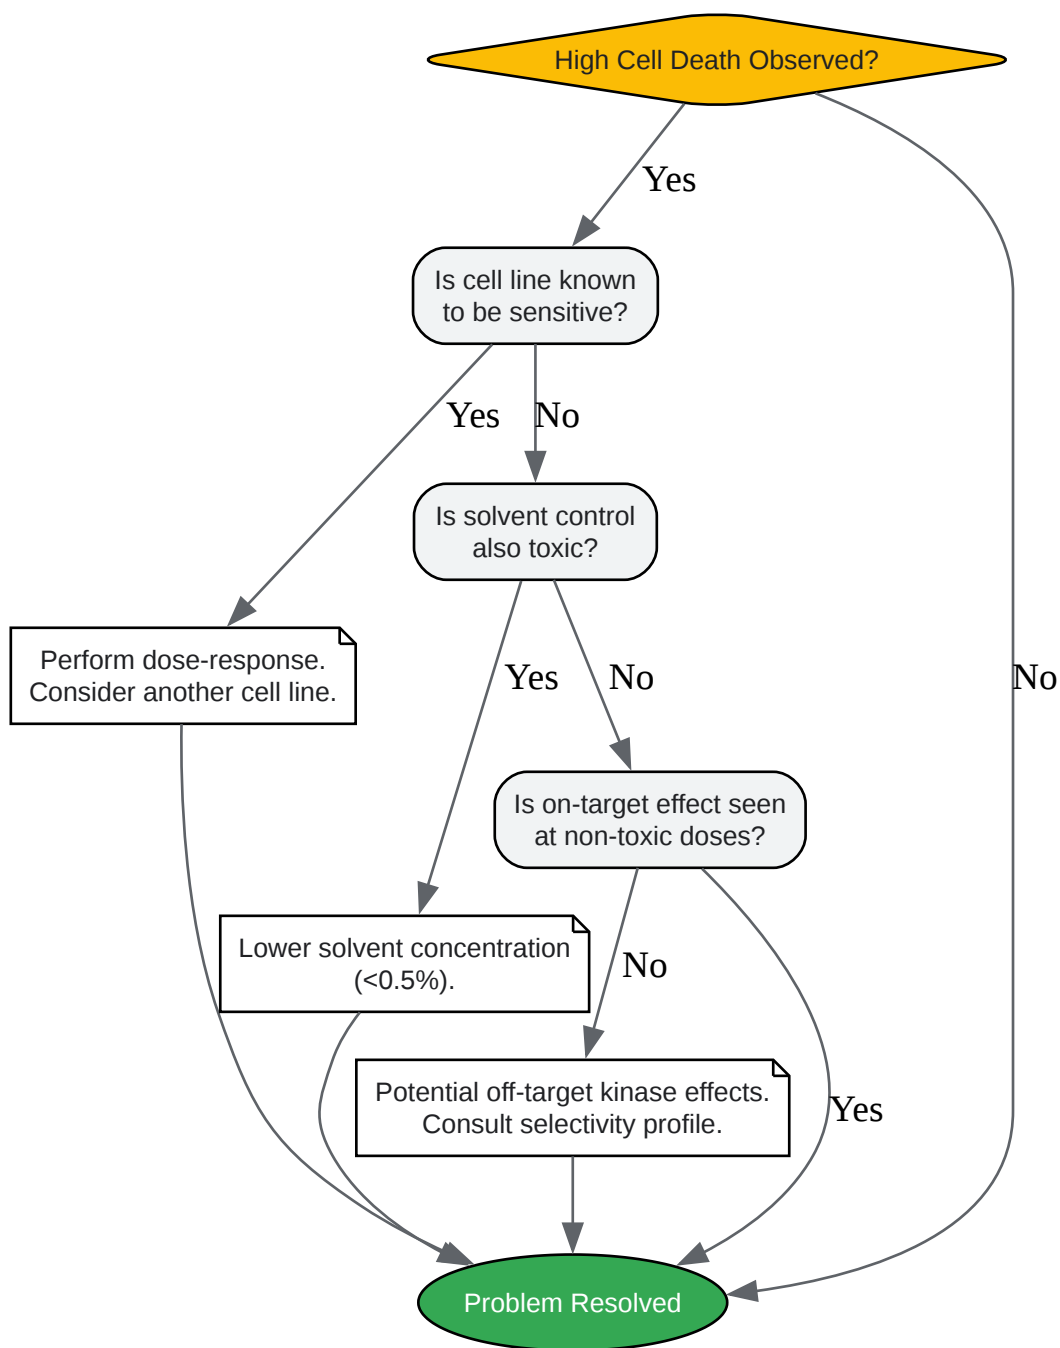 High Cell Death Observed?
Yes
Is cell line known
to be sensitive?
Yes
No
Is solvent control
also toxic?
Perform dose-response.
Consider another cell line.
Yes
No
No
Is on-target effect seen
at non-toxic doses?
Lower solvent concentration
(<0.5%).
No
Potential off-target kinase effects.
Consult selectivity profile.
Yes
Problem Resolved